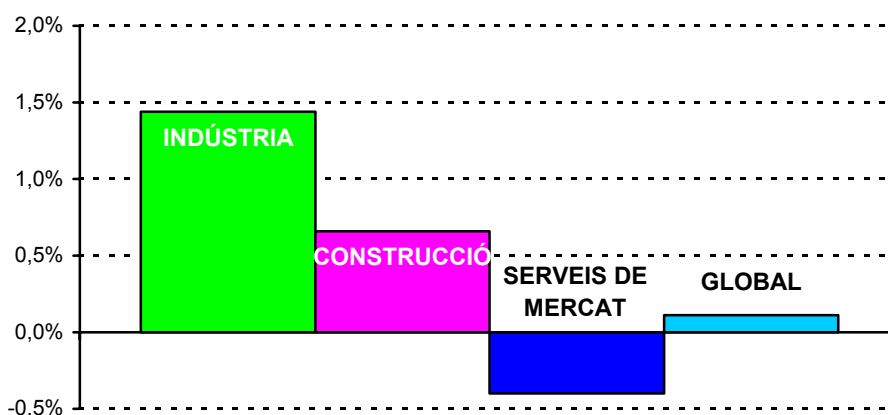 2,0%
1,5%
1,0%
0,5%
0,0%
-0,5%
INDÚSTRIA
CONSTRUCCIÓ
SERVEIS DE
MERCAT
GLOBAL